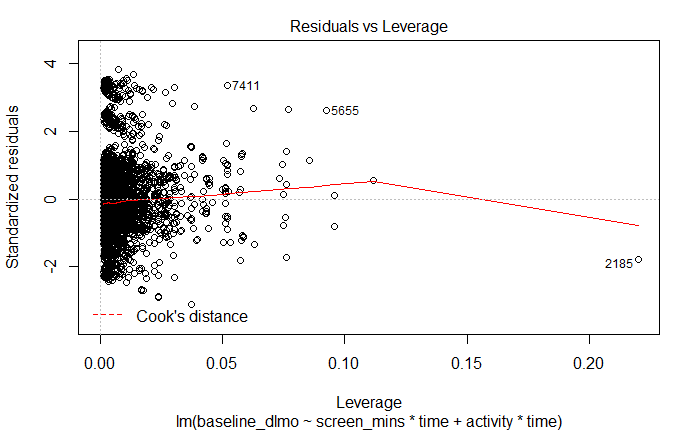 Residuals vs Leverage
Standardized residuals
4
2
0
-2
7411
5655
2185
Cook's distance
0.00 0.05 0.10 0.15 0.20
Leverage
lm(baseline_dlmo ~ screen_mins * time + activity * time)